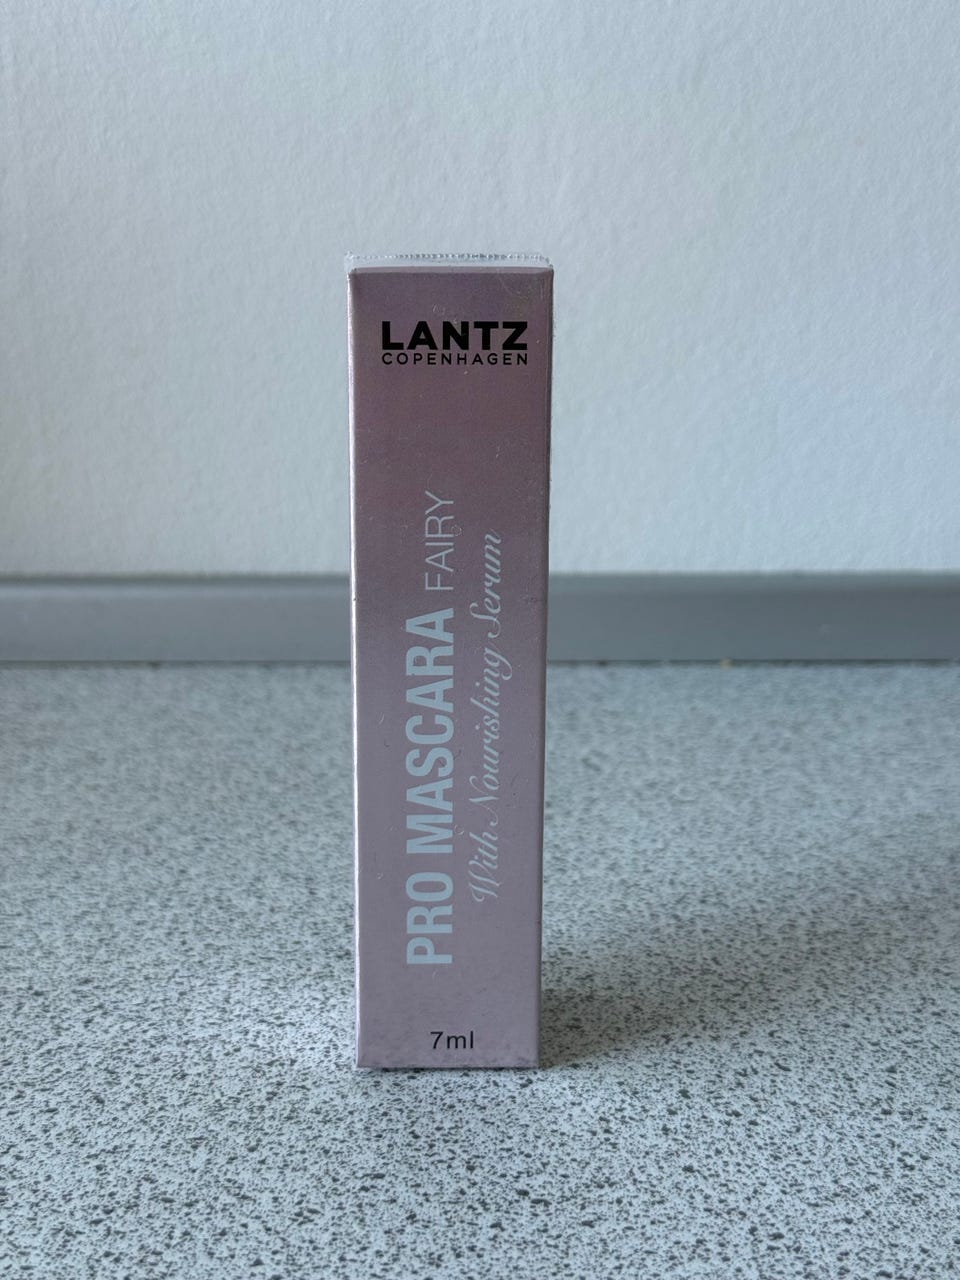 LANTZ
COPENHAGEN
PRO MASCARA FAIRY
With Nourishing Serum
7ml